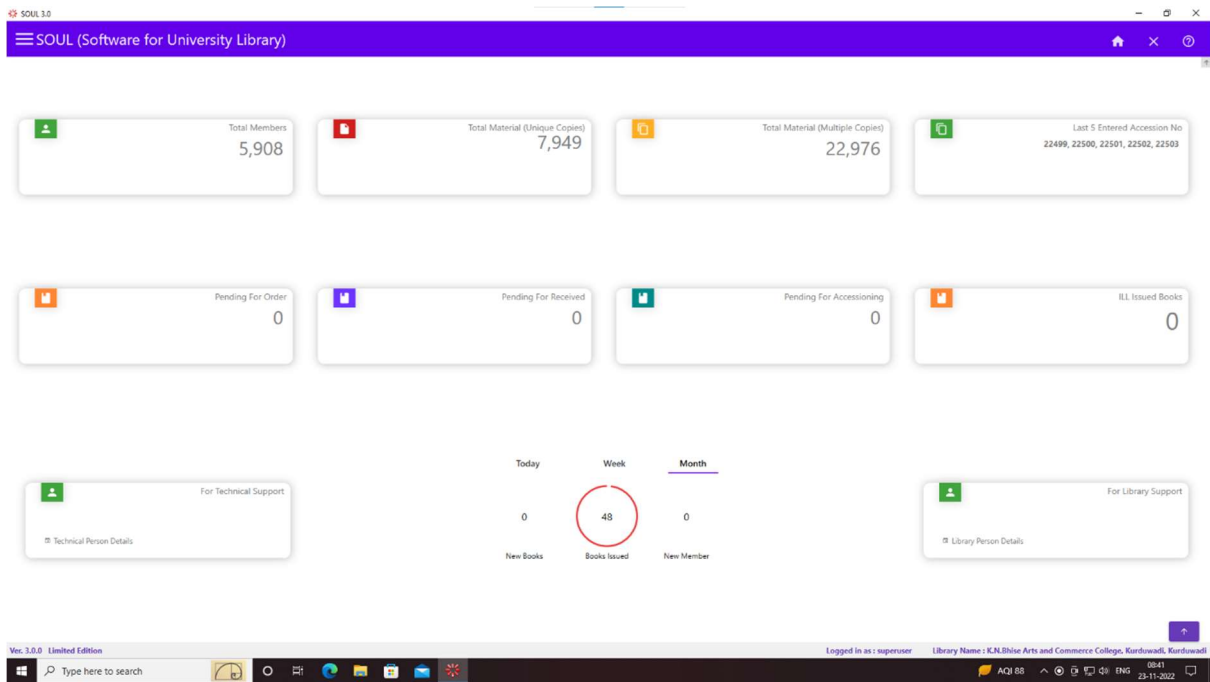 SOUL 3.0
SOUL (Software for University Library)
Total Members
5,908
Total Material (Unique Copies)
7,949
Total Material (Multiple Copies)
22,976
Last 5 Entered Accession No
22499, 22500, 22501, 22502, 22503
Pending For Order
0
Pending For Received
0
Pending For Accessioning
0
ILL Issued Books
0
Today Week Month
For Technical Support
Technical Person Details
0 48 0
New Books Books Issued New Member
For Library Support
Library Person Details
Ver. 3.0.0 Limited Edition
Logged in as : superuser
Library Name : K.N.Bhise Arts and Commerce College, Kurduwadi, Kurduwadi
Type here to search
AQI 88
ENG
08:41
23-11-2022